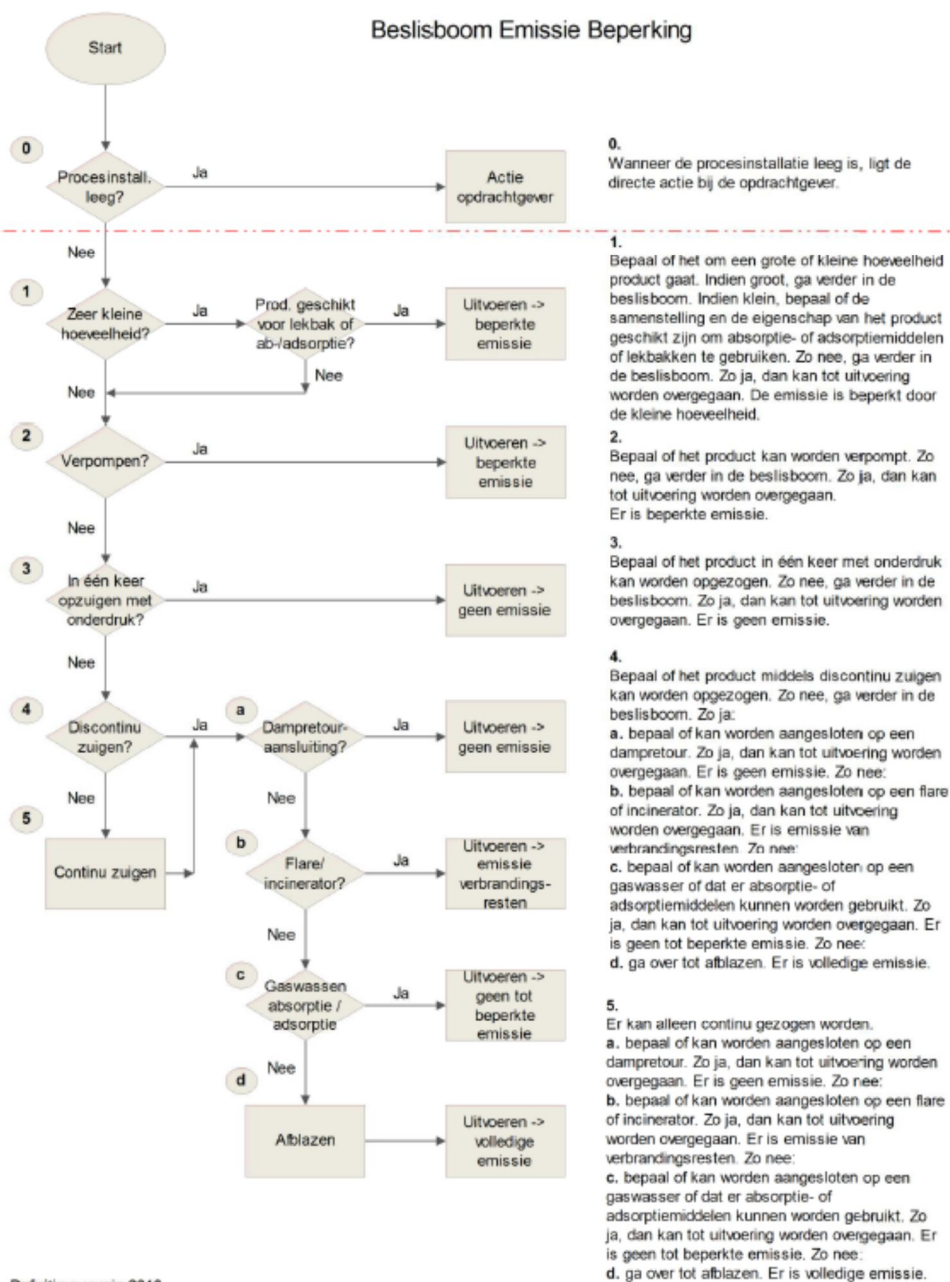 Beslisboom Emissie Beperking
Start
0
Procesinstall.
leeg?
Ja
Actie
opdrachtgever
Nee
1
Zeer kleine
hoeveelheid?
Ja
Prod. geschikt
voor lekbak of
ab-/adsorptie?
Ja
Uitvoeren ->
beperkte
emissie
Nee
Nee
2
Verpompen?
Ja
Uitvoeren ->
beperkte
emissie
Nee
3
In één keer
opzuigen met
onderdruk?
Ja
Uitvoeren ->
geen emissie
Nee
4
Discontinu
zuigen?
Ja
a
Dampretour-
aansluiting?
Ja
Uitvoeren ->
geen emissie
Nee
Nee
5
Continu zuigen
b
Flare/
incinerator?
Ja
Uitvoeren ->
emissie
verbrandings-
resten
Nee
c
Gaswassen
absorptie /
adsorptie
Ja
Uitvoeren ->
geen tot
beperkte
emissie
Nee
d
Afblazen
Uitvoeren ->
volledige
emissie
0.
Wanneer de procesinstallatie leeg is, ligt de
directe actie bij de opdrachtgever.
1.
Bepaal of het om een grote of kleine hoeveelheid
product gaat. Indien groot, ga verder in de
beslisboom. Indien klein, bepaal of de
samenstelling en de eigenschap van het product
geschikt zijn om absorptie- of adsorptiemiddelen
of lekbakken te gebruiken. Zo nee, ga verder in
de beslisboom. Zo ja, dan kan tot uitvoering
worden overgegaan. De emissie is beperkt door
de kleine hoeveelheid.
2.
Bepaal of het product kan worden verpompt. Zo
nee, ga verder in de beslisboom. Zo ja, dan kan
tot uitvoering worden overgegaan.
Er is beperkte emissie.
3.
Bepaal of het product in één keer met onderdruk
kan worden opgezogen. Zo nee, ga verder in de
beslisboom. Zo ja, dan kan tot uitvoering worden
overgegaan. Er is geen emissie.
4.
Bepaal of het product middels discontinu zuigen
kan worden opgezogen. Zo nee, ga verder in de
beslisboom. Zo ja:
a. bepaal of kan worden aangesloten op een
dampretour. Zo ja, dan kan tot uitvoering worden
overgegaan. Er is geen emissie. Zo nee:
b. bepaal of kan worden aangesloten op een flare
of incinerator. Zo ja, dan kan tot uitvoering
worden overgegaan. Er is emissie van
verbrandingsresten. Zo nee:
c. bepaal of kan worden aangesloten op een
gaswasser of dat er absorptie- of
adsorptiemiddelen kunnen worden gebruikt. Zo
ja, dan kan tot uitvoering worden overgegaan. Er
is geen tot beperkte emissie. Zo nee:
d. ga over tot afblazen. Er is volledige emissie.
5.
Er kan alleen continu gezogen worden.
a. bepaal of kan worden aangesloten op een
dampretour. Zo ja, dan kan tot uitvoering worden
overgegaan. Er is geen emissie. Zo nee:
b. bepaal of kan worden aangesloten op een flare
of incinerator. Zo ja, dan kan tot uitvoering
worden overgegaan. Er is emissie van
verbrandingsresten. Zo nee:
c. bepaal of kan worden aangesloten op een
gaswasser of dat er absorptie- of
adsorptiemiddelen kunnen worden gebruikt. Zo
ja, dan kan tot uitvoering worden overgegaan. Er
is geen tot beperkte emissie. Zo nee:
d. ga over tot afblazen. Er is volledige emissie.